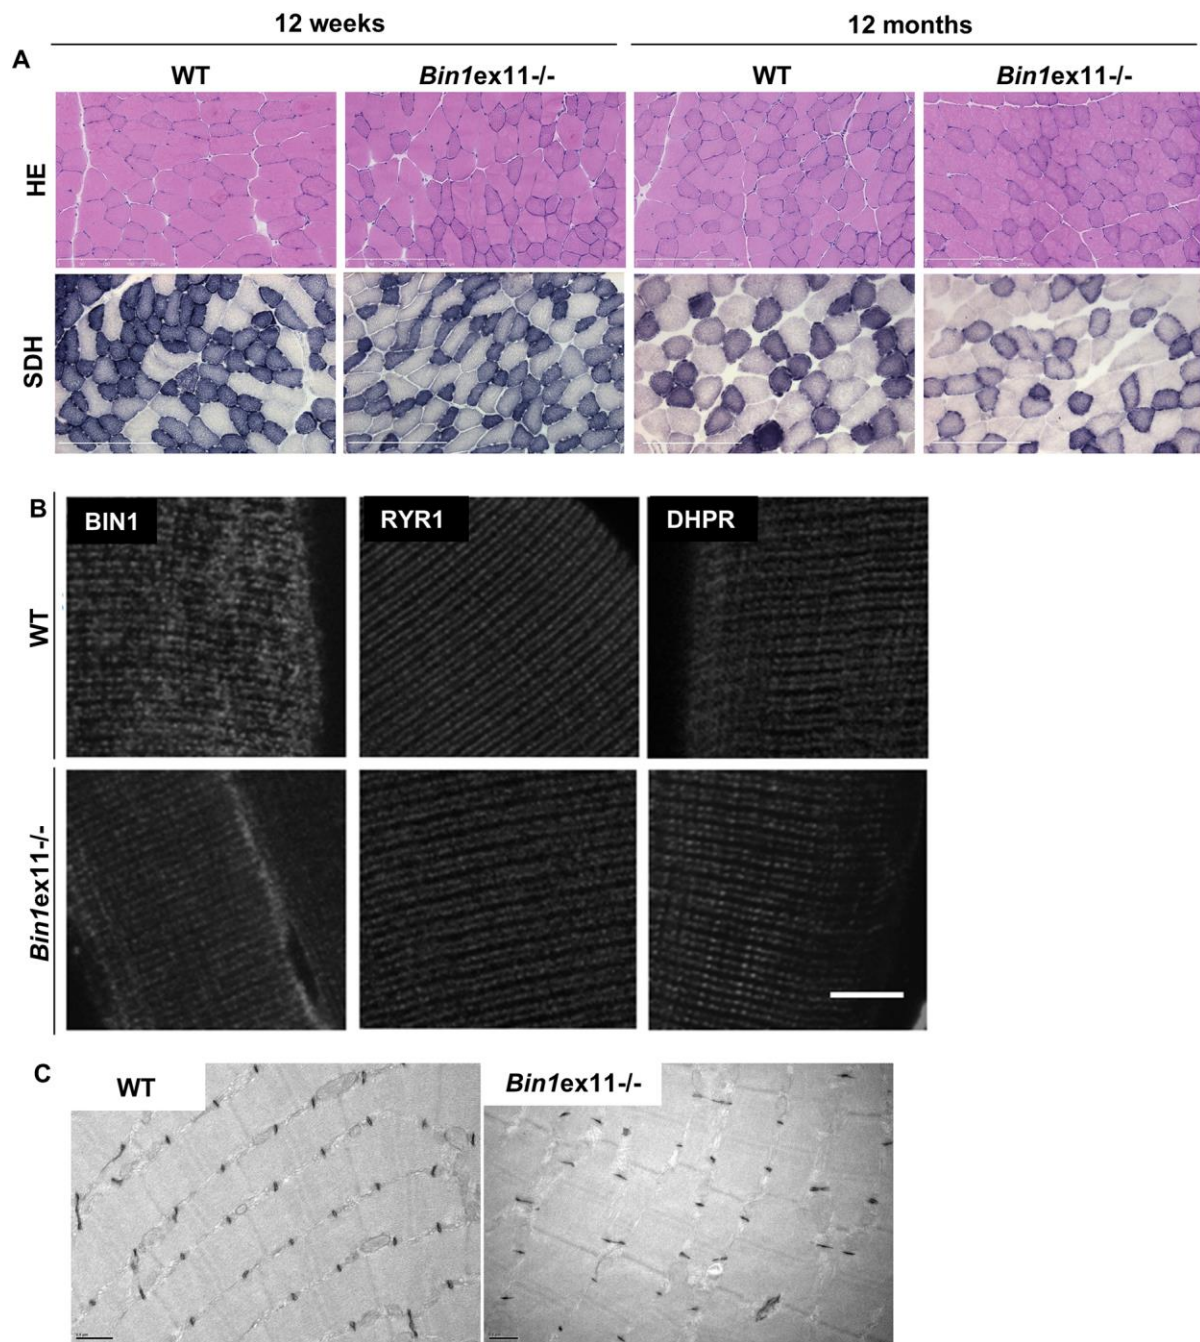 12 weeks
12 months
A
WT
Bin1ex11-/-
WT
Bin1ex11-/-
HE
SDH
B
BIN1
RYR1
DHPR
WT
Bin1ex11-/-
C
WT
Bin1ex11-/-